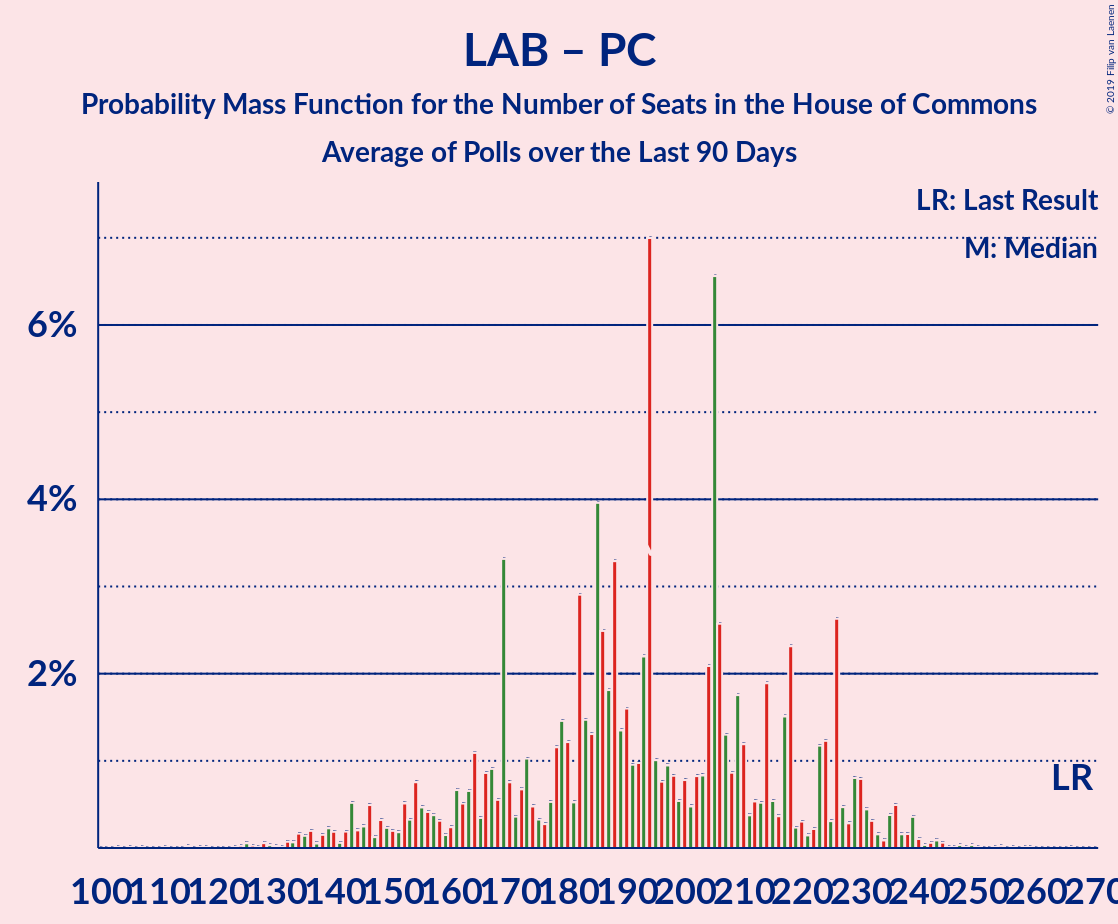 LAB – PC
Probability Mass Function for the Number of Seats in the House of Commons
Average of Polls over the Last 90 Days
© 2019 Filip van Laenen
LR: Last Result
M: Median
6%
4%
2%
LR
100 110 120 130 140 150 160 170 180 190 200 210 220 230 240 250 260 270